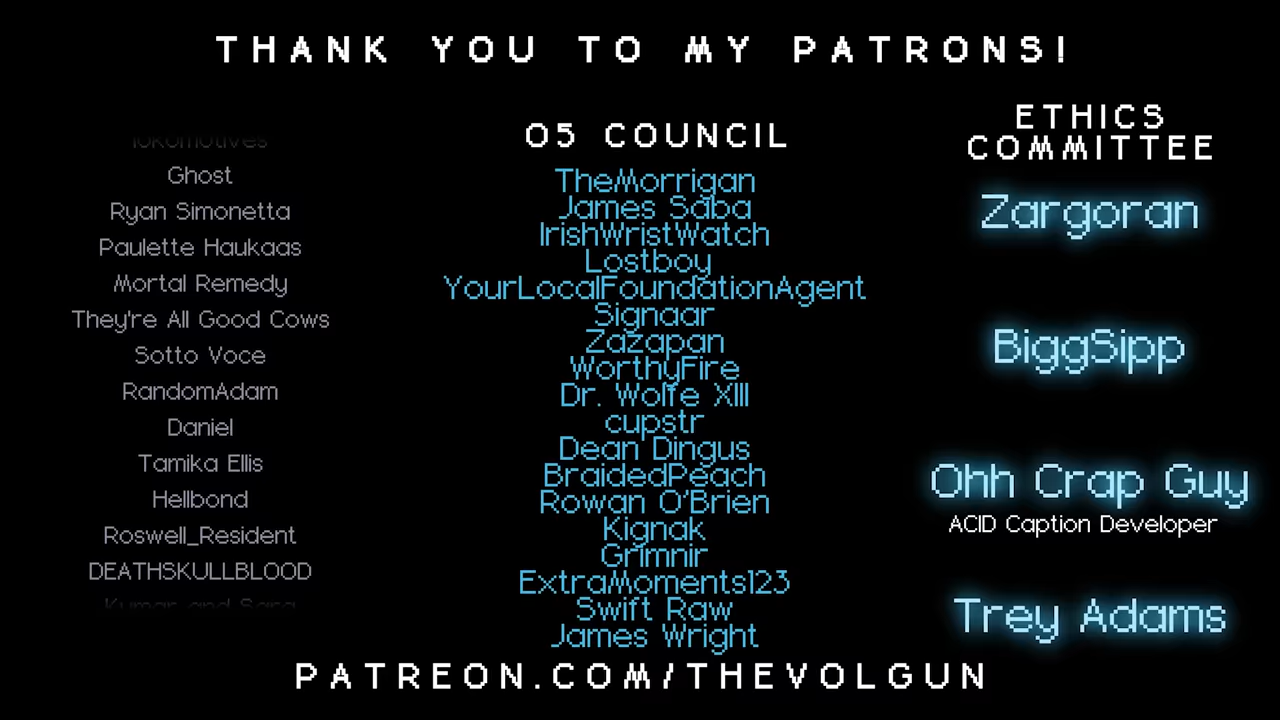 THANK YOU TO MY PATRONS!
lokomotives
Ghost
Ryan Simonetta
Paulette Haukaas
Mortal Remedy
They're All Good Cows
Sotto Voce
RandomAdam
Daniel
Tamika Ellis
Hellbond
Roswell_Resident
DEATHSKULLBLOOD
O5 COUNCIL
TheMorrigan
James Saba
IrishWristWatch
Lostboy
YourLocalFoundationAgent
Signaar
Zazapan
WorthyFire
Dr. Wolfe XIII
cupstr
Dean Dingus
BraidedPeach
Rowan O'Brien
Kignak
Grimnir
ExtraMoments123
Swift Raw
James Wright
ETHICS
COMMITTEE
Zargoran
BiggSipp
Ohh Crap Guy
ACID Caption Developer
Trey Adams
PATREON.COM/THEVOLGUN